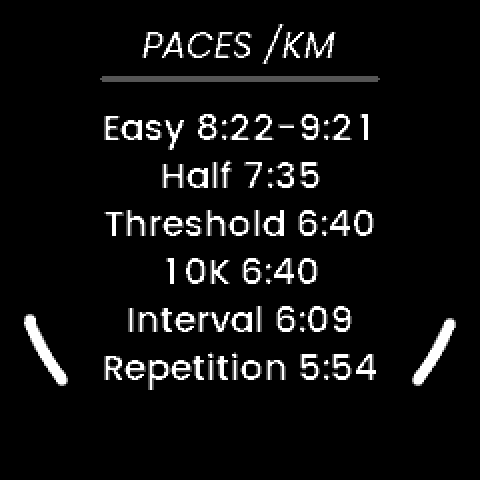 PACES /KM
Easy 8:22-9:21
Half 7:35
Threshold 6:40
10K 6:40
Interval 6:09
Repetition 5:54